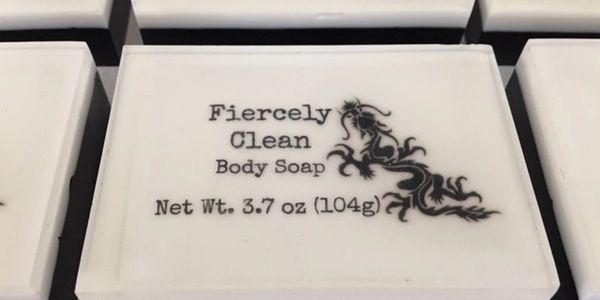 Fiercely
Clean
Body Soap
Net Wt. 3.7 oz (104g)